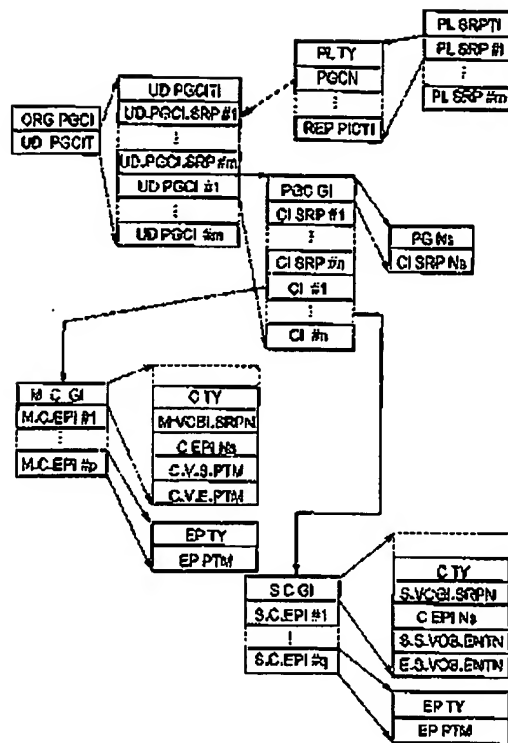 PL SRPTI
PL SRP #1
⋮
PL SRP #m
PL TY
PGCN
⋮
REP PICTI
UD PGCITI
UD.PGCI.SRP #1
⋮
UD.PGCI.SRP #m
UD PGCI #1
⋮
UD PGCI #m
ORG PGCI
UD PGCIT
PGC GI
CI SRP #1
⋮
CI SRP #n
CI #1
⋮
CI #n
PG Ns
CI SRP Ns
M C GI
M.C.EPI #1
⋮
M.C.EPI #p
C TY
M.VOBI.SRPN
C EPI Ns
C.V.S.PTM
C.V.E.PTM
EP TY
EP PTM
S C GI
S.C.EPI #1
⋮
S.C.EPI #q
C TY
S.VOGI.SRPN
C EPI Ns
S.S.VOB.ENTN
E.S.VOB.ENTN
EP TY
EP PTM